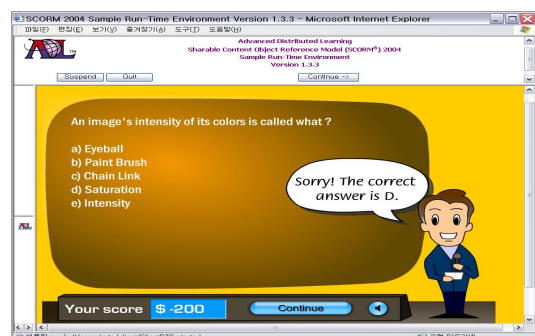 SCORM 2004 Sample Run-Time Environment Version 1.3.3 - Microsoft Internet Explorer
파일(F) 편집(E) 보기(V) 즐겨찾기(A) 도구(T) 도움말(H)
ADL TM
Advanced Distributed Learning
Sharable Content Object Reference Model (SCORM®) 2004
Sample Run-Time Environment
Version 1.3.3
Suspend Quit Continue ->
An image's intensity of its colors is called what ?
a) Eyeball
b) Paint Brush
c) Chain Link
d) Saturation
e) Intensity
Sorry! The correct
answer is D.
ADL
Your score $ -200 Continue